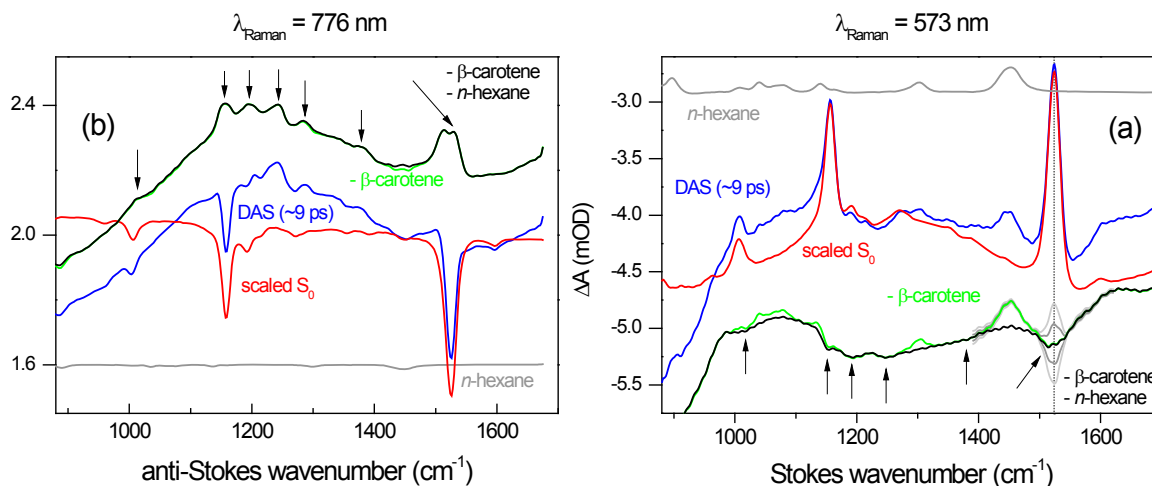 λRaman = 776 nm
(b)
- β-carotene
- n-hexane
- β-carotene
DAS (~9 ps)
scaled S0
n-hexane
2.4
2.0
1.6
1000 1200 1400 1600
anti-Stokes wavenumber (cm-1)
λRaman = 573 nm
(a)
n-hexane
DAS (~9 ps)
scaled S0
- β-carotene
- β-carotene
- n-hexane
ΔA (mOD)
-3.0
-3.5
-4.0
-4.5
-5.0
-5.5
1000 1200 1400 1600
Stokes wavenumber (cm-1)